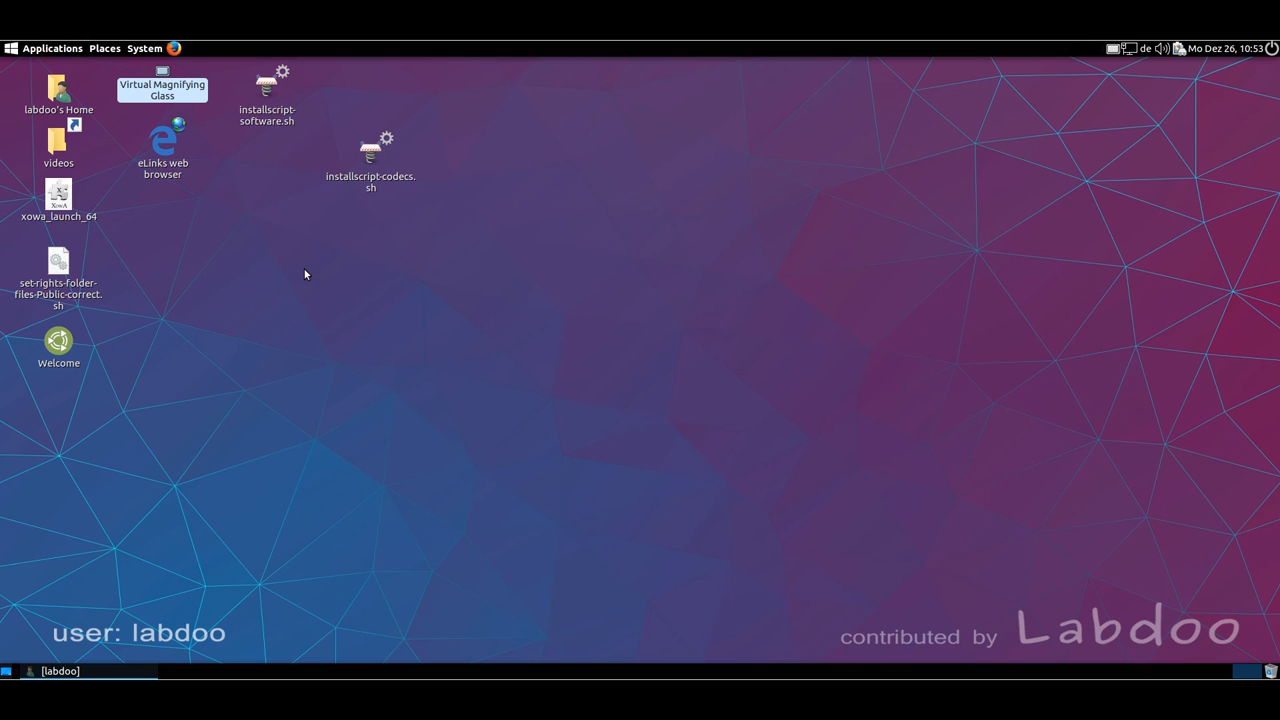 Applications Places System
de Mo Dez 26, 10:53
labdoo's Home
Virtual Magnifying
Glass
installscript-
software.sh
videos
eLinks web
browser
installscript-codecs.
sh
XOWA
xowa_launch_64
set-rights-folder-
files-Public-correct.
sh
Welcome
user: labdoo
contributed by Labdoo
[labdoo]